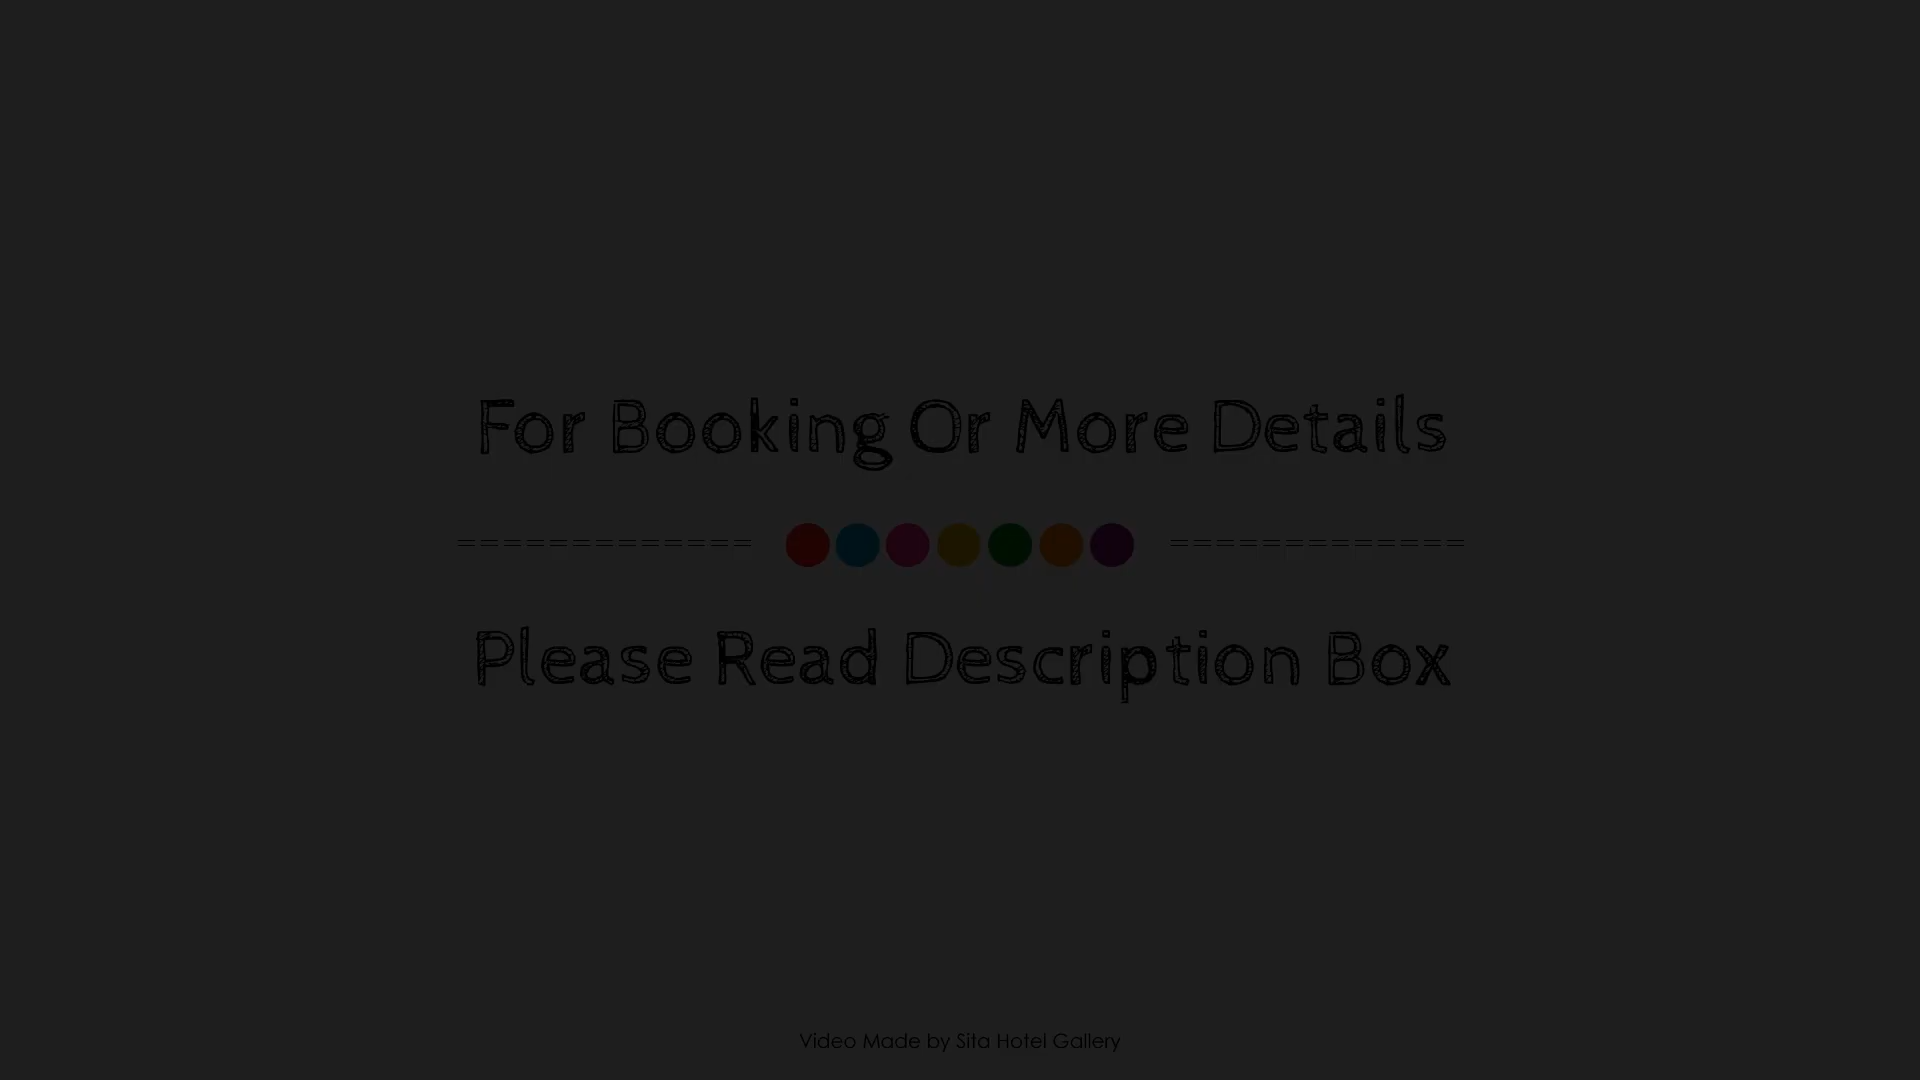 For Booking Or More Details
============= =============
Please Read Description Box
Video Made by Sita Hotel Gallery